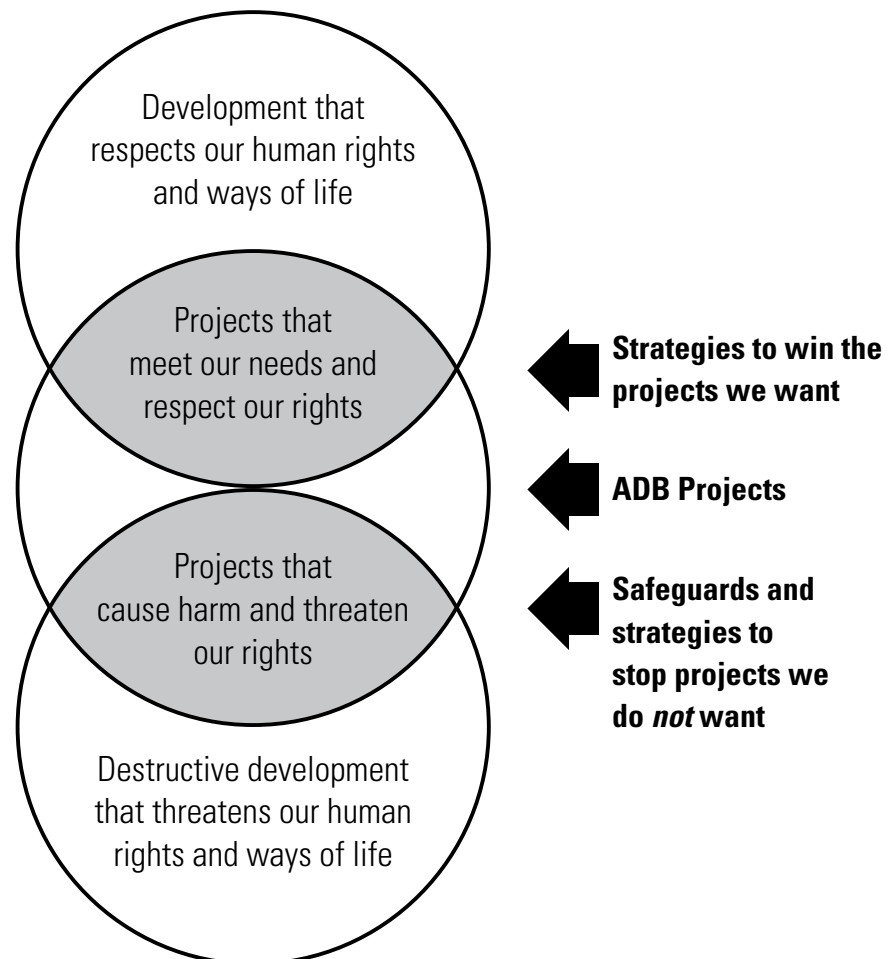 Development that
respects our human rights
and ways of life
Projects that
meet our needs and
respect our rights
Strategies to win the
projects we want
ADB Projects
Projects that
cause harm and threaten
our rights
Safeguards and
strategies to
stop projects we
do not want
Destructive development
that threatens our human
rights and ways of life